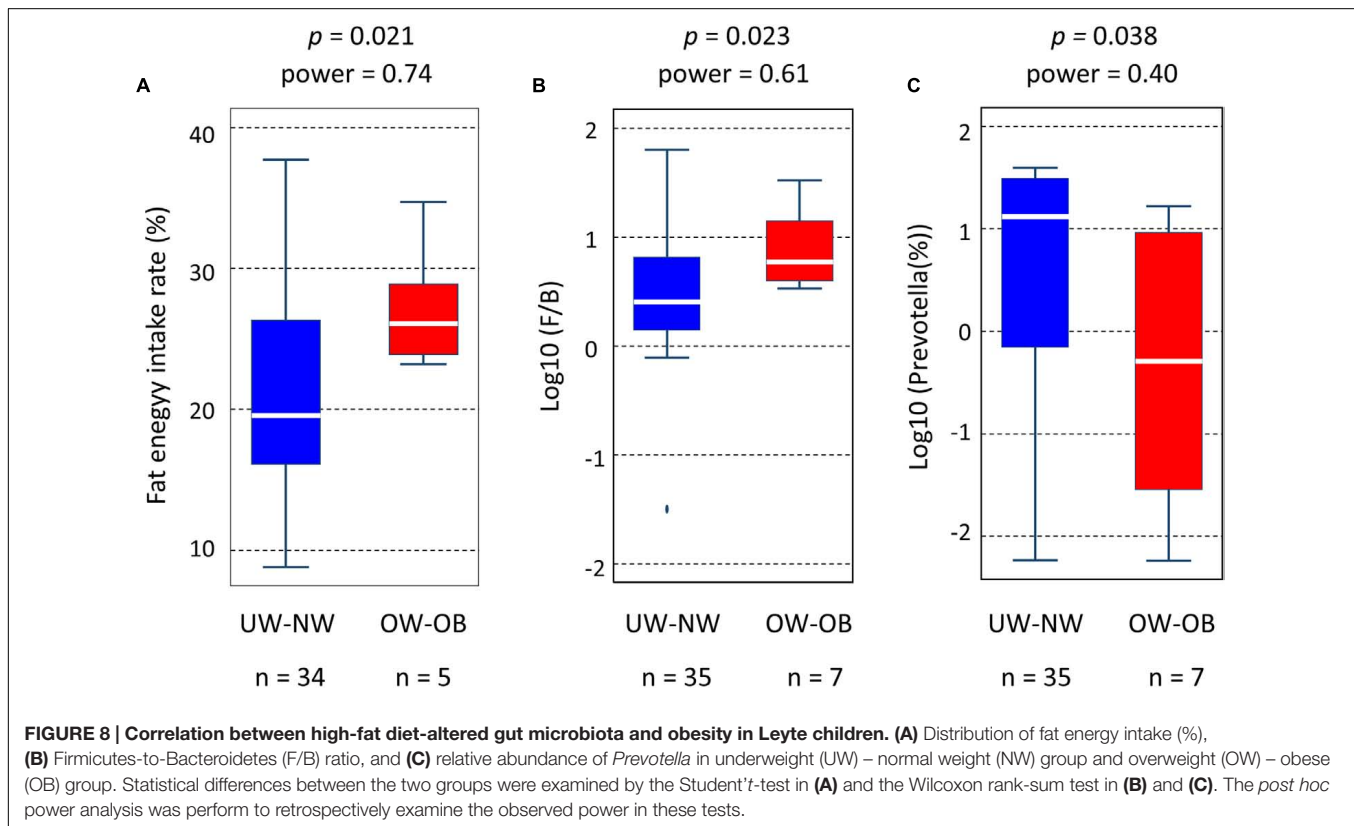 p = 0.021
power = 0.74
A
40
30
20
10
Fat enegyy intake rate (%)
UW-NW OW-OB
n = 34 n = 5
p = 0.023
power = 0.61
B
2
1
0
-1
-2
Log10 (F/B)
UW-NW OW-OB
n = 35 n = 7
p = 0.038
power = 0.40
C
2
1
0
-1
-2
Log10 (Prevotella(%))
UW-NW OW-OB
n = 35 n = 7
FIGURE 8 | Correlation between high-fat diet-altered gut microbiota and obesity in Leyte children. (A) Distribution of fat energy intake (%),
(B) Firmicutes-to-Bacteroidetes (F/B) ratio, and (C) relative abundance of Prevotella in underweight (UW) – normal weight (NW) group and overweight (OW) – obese
(OB) group. Statistical differences between the two groups were examined by the Student't-test in (A) and the Wilcoxon rank-sum test in (B) and (C). The post hoc
power analysis was perform to retrospectively examine the observed power in these tests.